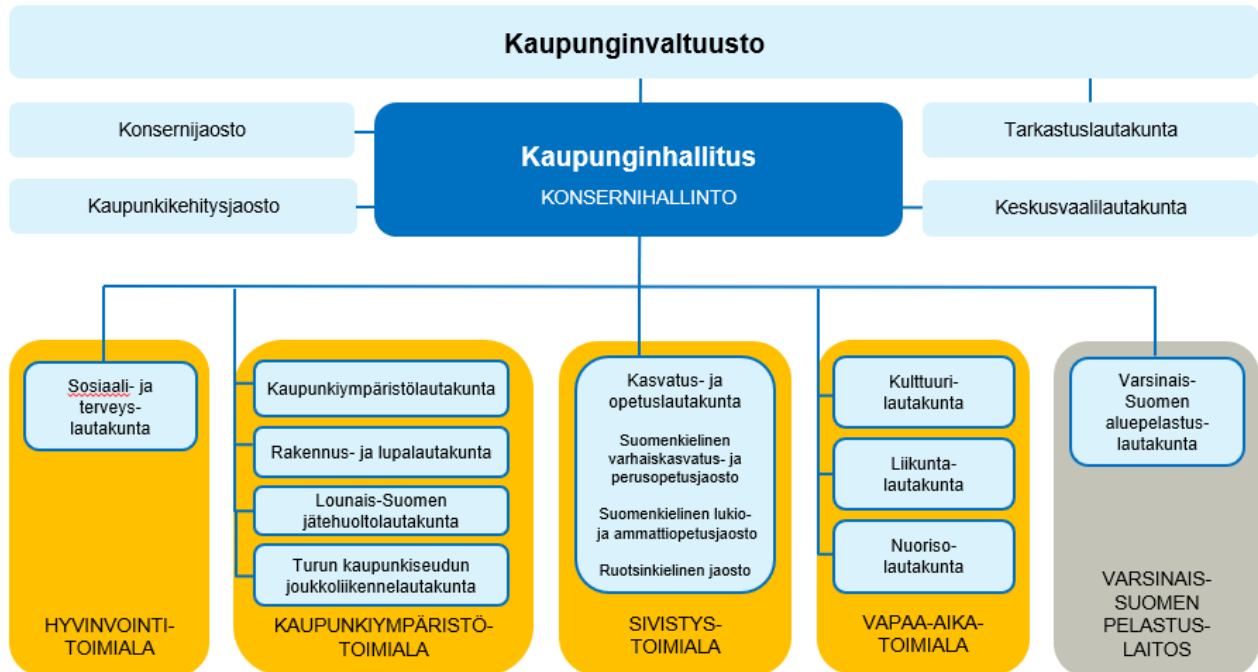 Kaupunginvaltuusto
Konsernijaosto
Kaupunkikehitysjaosto
Kaupunginhallitus
KONSERNIHALLINTO
Tarkastuslautakunta
Keskusvaalilautakunta
Sosiaali- ja
terveys-
lautakunta
HYVINVOINTI-
TOIMIALA
Kaupunkiympäristölautakunta
Rakennus- ja lupalautakunta
Lounais-Suomen
jätehuoltolautakunta
Turun kaupunkiseudun
joukkoliikennelautakunta
KAUPUNKIYMPÄRISTÖ-
TOIMIALA
Kasvatus- ja
opetuslautakunta
Suomenkielinen
varhaiskasvatus- ja
perusopetusjaosto
Suomenkielinen lukio-
ja ammattiopetusjaosto
Ruotsinkielinen jaosto
SIVISTYS-
TOIMIALA
Kulttuuri-
lautakunta
Liikunta-
lautakunta
Nuoriso-
lautakunta
VAPAA-AIKA-
TOIMIALA
Varsinais-
Suomen
aluepelastus-
lautakunta
VARSINAIS-
SUOMEN
PELASTUS-
LAITOS